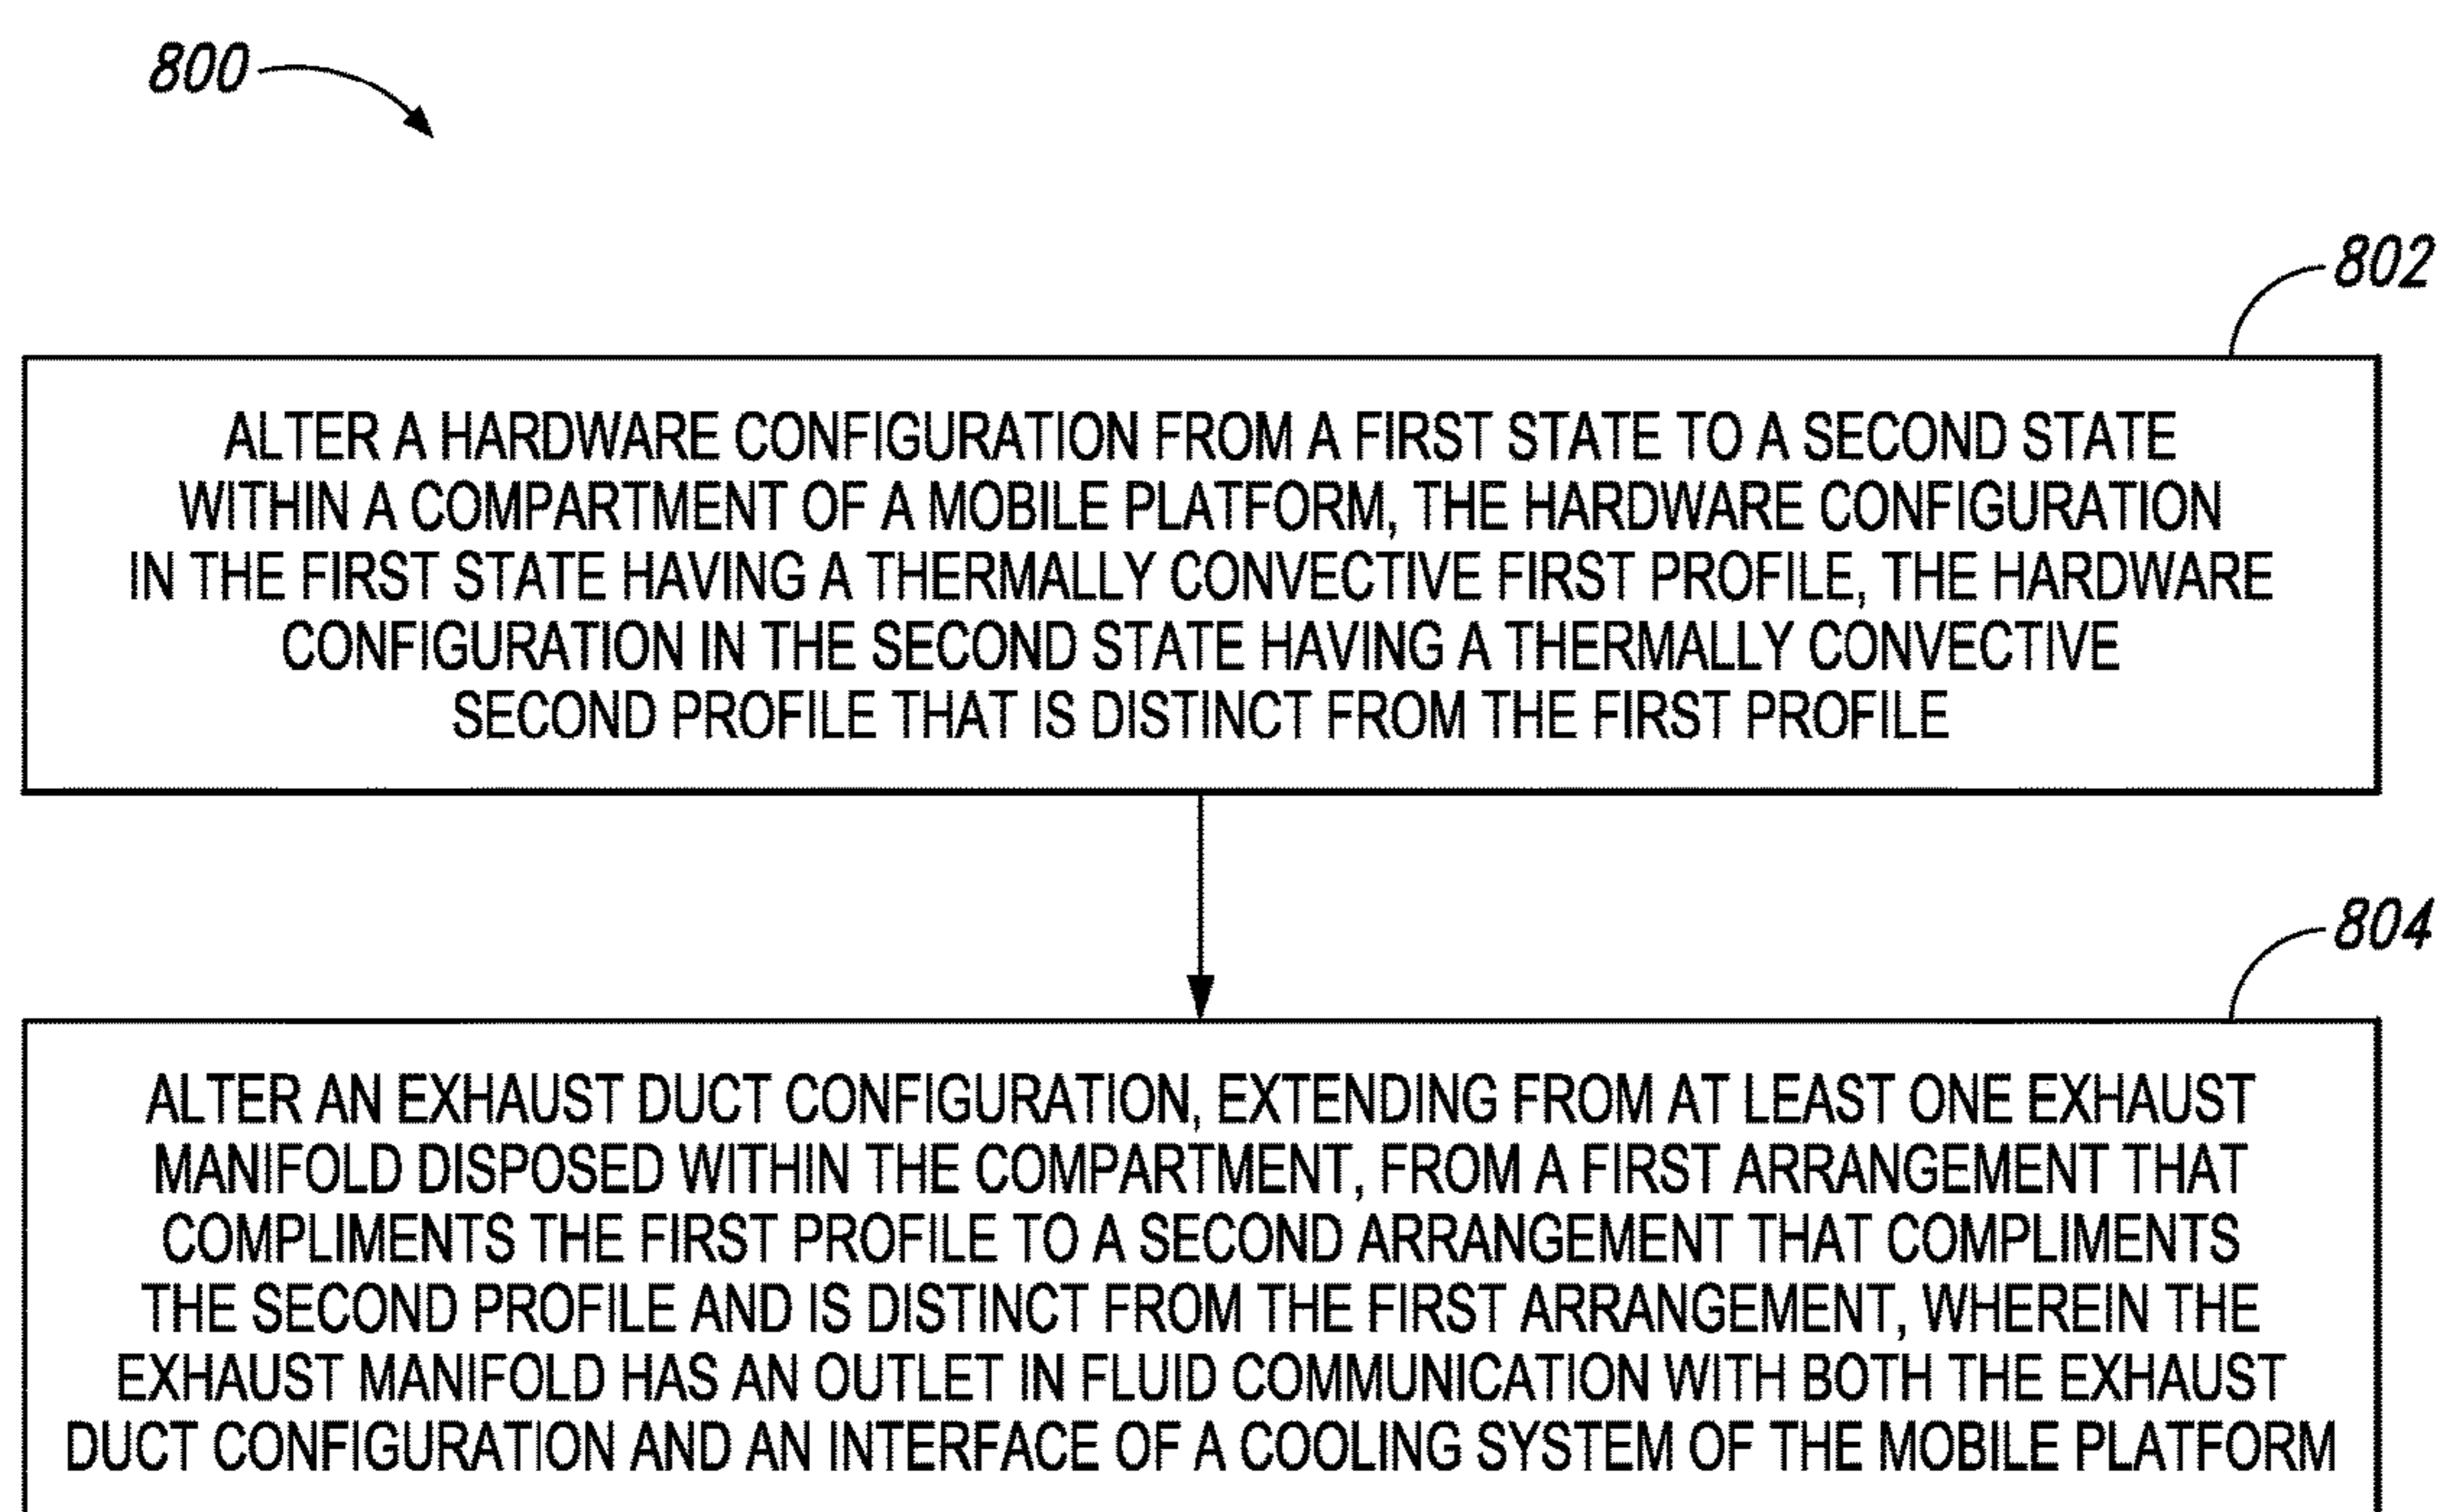 800
802
ALTER A HARDWARE CONFIGURATION FROM A FIRST STATE TO A SECOND STATE
WITHIN A COMPARTMENT OF A MOBILE PLATFORM, THE HARDWARE CONFIGURATION
IN THE FIRST STATE HAVING A THERMALLY CONVECTIVE FIRST PROFILE, THE HARDWARE
CONFIGURATION IN THE SECOND STATE HAVING A THERMALLY CONVECTIVE
SECOND PROFILE THAT IS DISTINCT FROM THE FIRST PROFILE
804
ALTER AN EXHAUST DUCT CONFIGURATION, EXTENDING FROM AT LEAST ONE EXHAUST
MANIFOLD DISPOSED WITHIN THE COMPARTMENT, FROM A FIRST ARRANGEMENT THAT
COMPLIMENTS THE FIRST PROFILE TO A SECOND ARRANGEMENT THAT COMPLIMENTS
THE SECOND PROFILE AND IS DISTINCT FROM THE FIRST ARRANGEMENT, WHEREIN THE
EXHAUST MANIFOLD HAS AN OUTLET IN FLUID COMMUNICATION WITH BOTH THE EXHAUST
DUCT CONFIGURATION AND AN INTERFACE OF A COOLING SYSTEM OF THE MOBILE PLATFORM